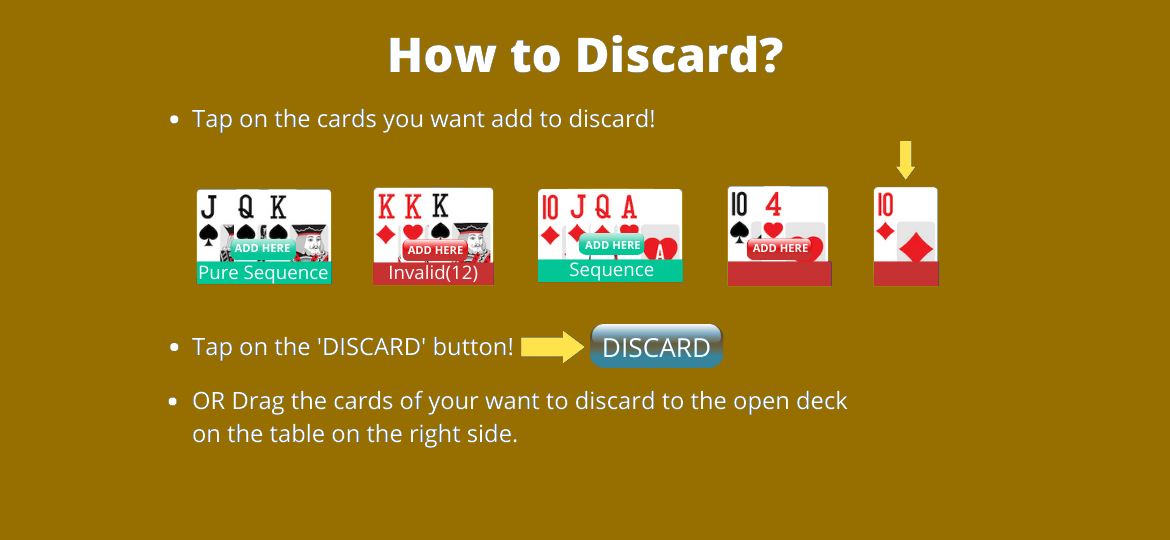 How to Discard?
• Tap on the cards you want add to discard!
J Q K K K K 10 J Q A 10 4 10
ADD HERE ADD HERE ADD HERE A ADD HERE
Pure Sequence Invalid(12) Sequence
• Tap on the 'DISCARD' button! DISCARD
• OR Drag the cards of your want to discard to the open deck
on the table on the right side.